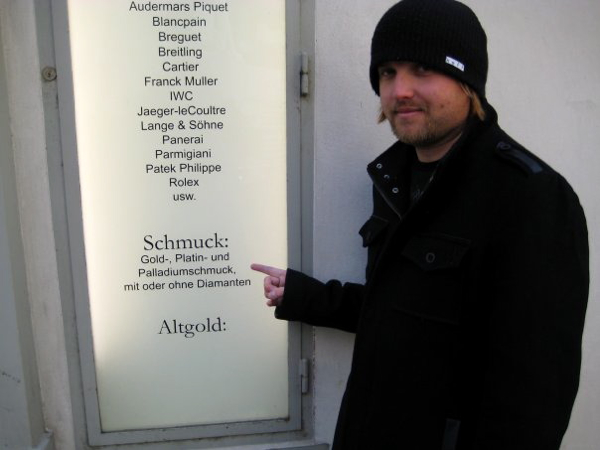 Audermars Piquet
Blancpain
Breguet
Breitling
Cartier
Franck Muller
IWC
Jaeger-leCoultre
Lange & Söhne
Panerai
Parmigiani
Patek Philippe
Rolex
usw.
Schmuck:
Gold-, Platin- und
Palladiumschmuck,
mit oder ohne Diamanten
Altgold: